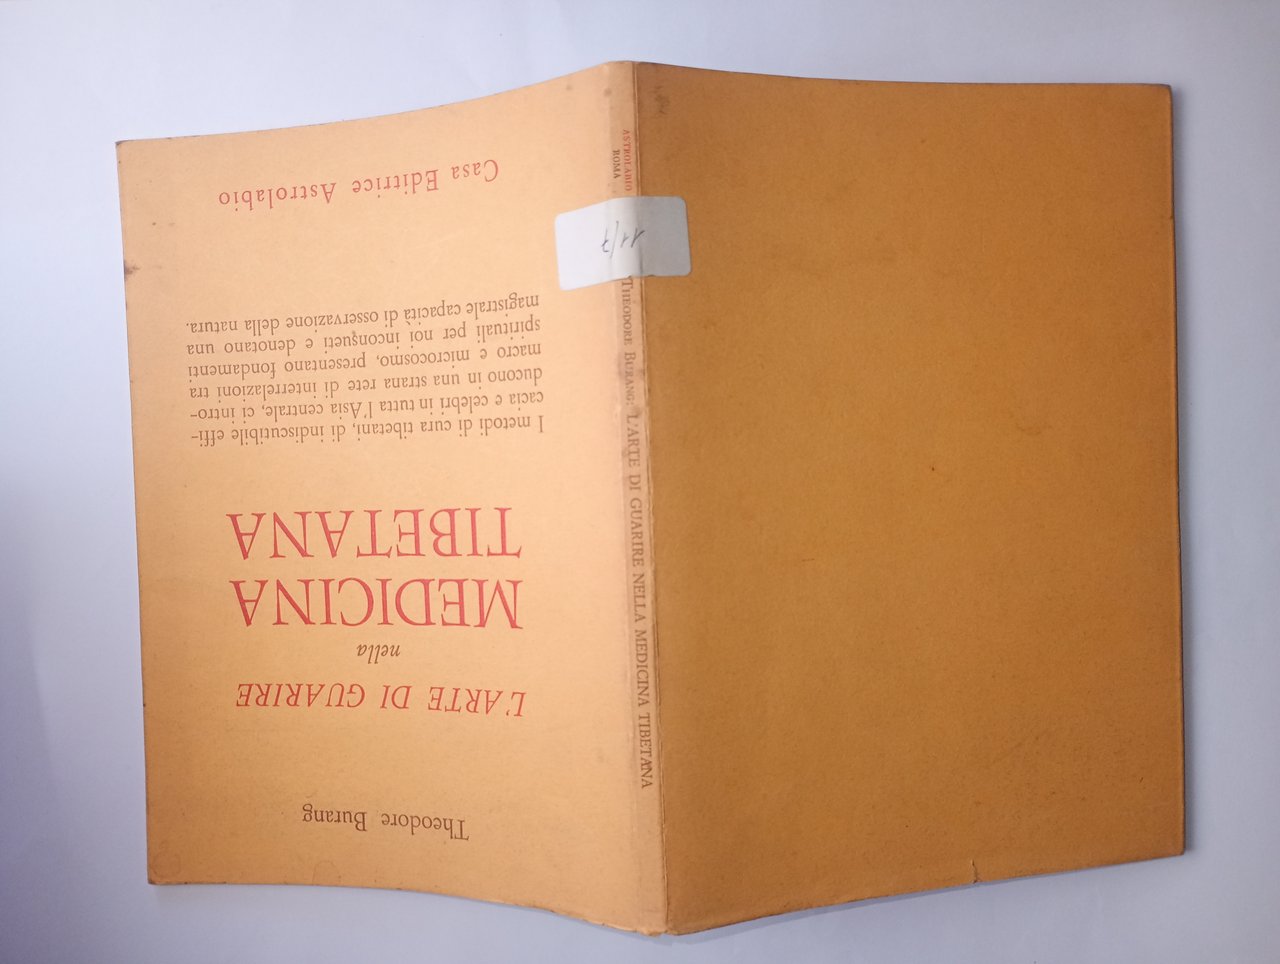 Theodore Burang
L'ARTE DI GUARIRE
nella
MEDICINA
TIBETANA
I metodi di cura tibetani, di indiscutibile effi-
cacia e celebri in tutta l'Asia centrale, ci intro-
ducono in una strana rete di interrelazioni tra
macro e microcosmo, presentano fondamenti
spirituali per noi inconsueti e denotano una
magistrale capacità di osservazione della natura.
Casa Editrice Astrolabio
ASTROLABIO
ROMA
11/7
THEODORE BURANG: L'ARTE DI GUARIRE NELLA MEDICINA TIBETANA